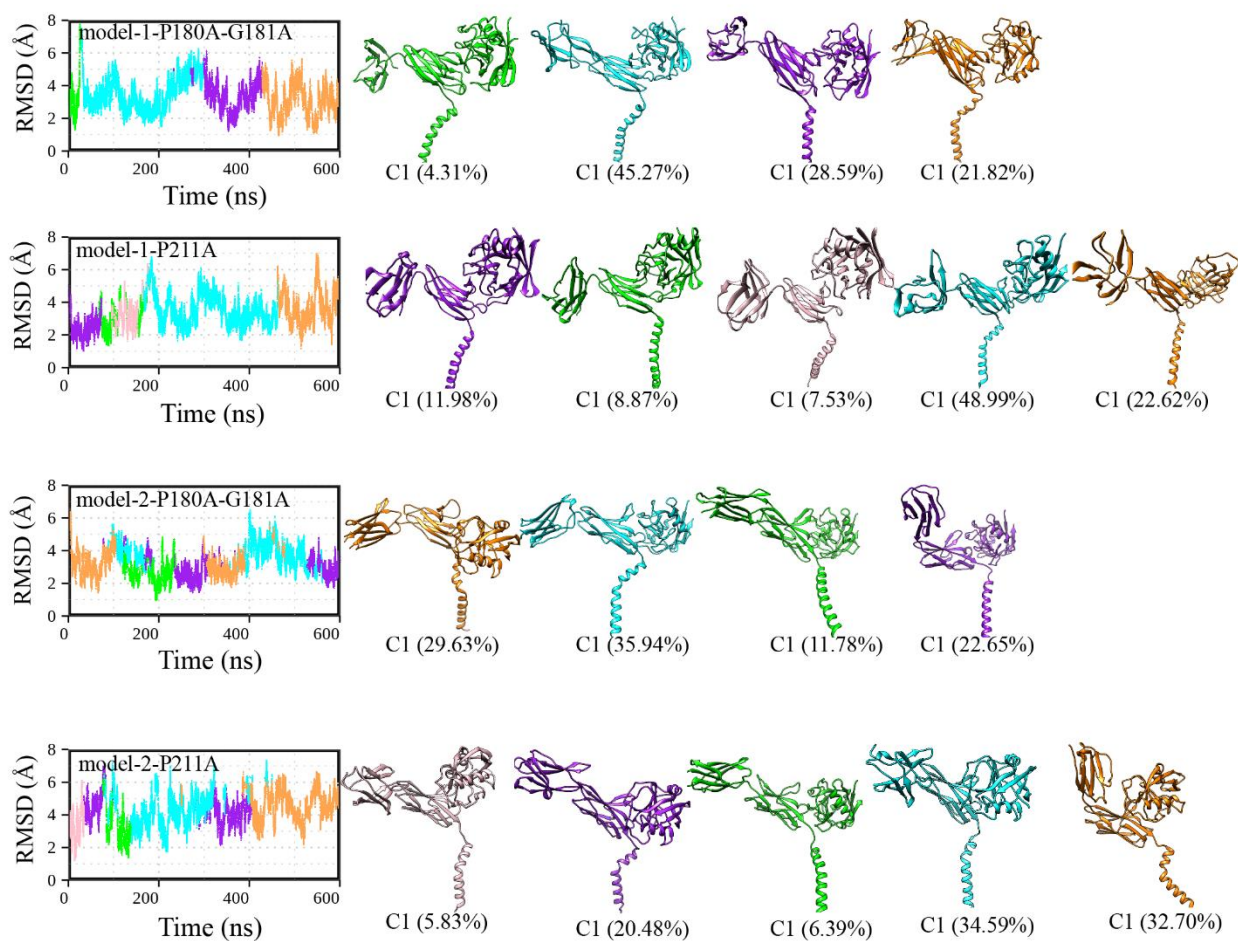 model-1-P180A-G181A
RMSD (Å)
8
6
4
2
0
0 200 400 600
Time (ns)
C1 (4.31%) C1 (45.27%) C1 (28.59%) C1 (21.82%)
model-1-P211A
RMSD (Å)
8
6
4
2
0
0 200 400 600
Time (ns)
C1 (11.98%) C1 (8.87%) C1 (7.53%) C1 (48.99%) C1 (22.62%)
model-2-P180A-G181A
RMSD (Å)
8
6
4
2
0
0 200 400 600
Time (ns)
C1 (29.63%) C1 (35.94%) C1 (11.78%) C1 (22.65%)
model-2-P211A
RMSD (Å)
8
6
4
2
0
0 200 400 600
Time (ns)
C1 (5.83%) C1 (20.48%) C1 (6.39%) C1 (34.59%) C1 (32.70%)